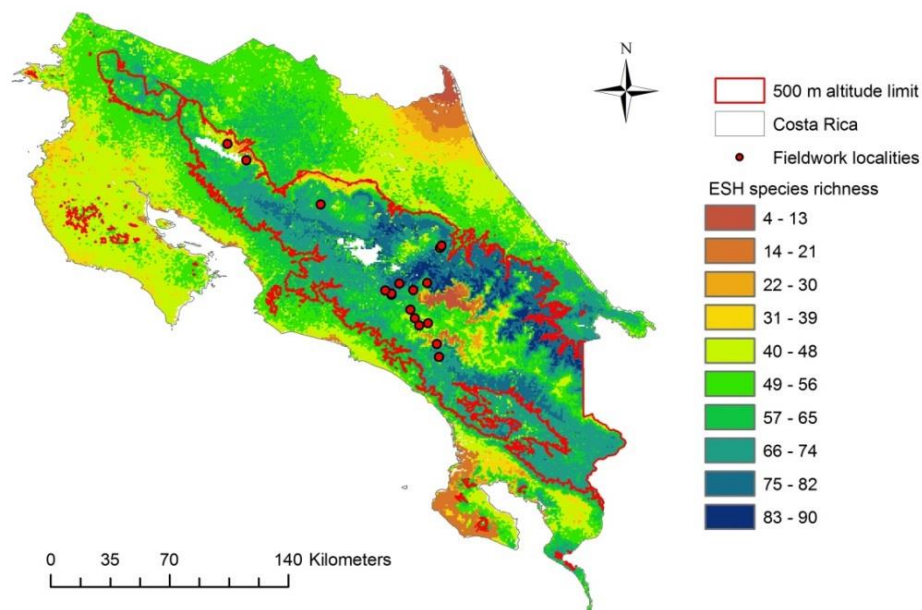 N
500 m altitude limit
Costa Rica
Fieldwork localities
ESH species richness
4 - 13
14 - 21
22 - 30
31 - 39
40 - 48
49 - 56
57 - 65
66 - 74
75 - 82
83 - 90
0 35 70 140 Kilometers